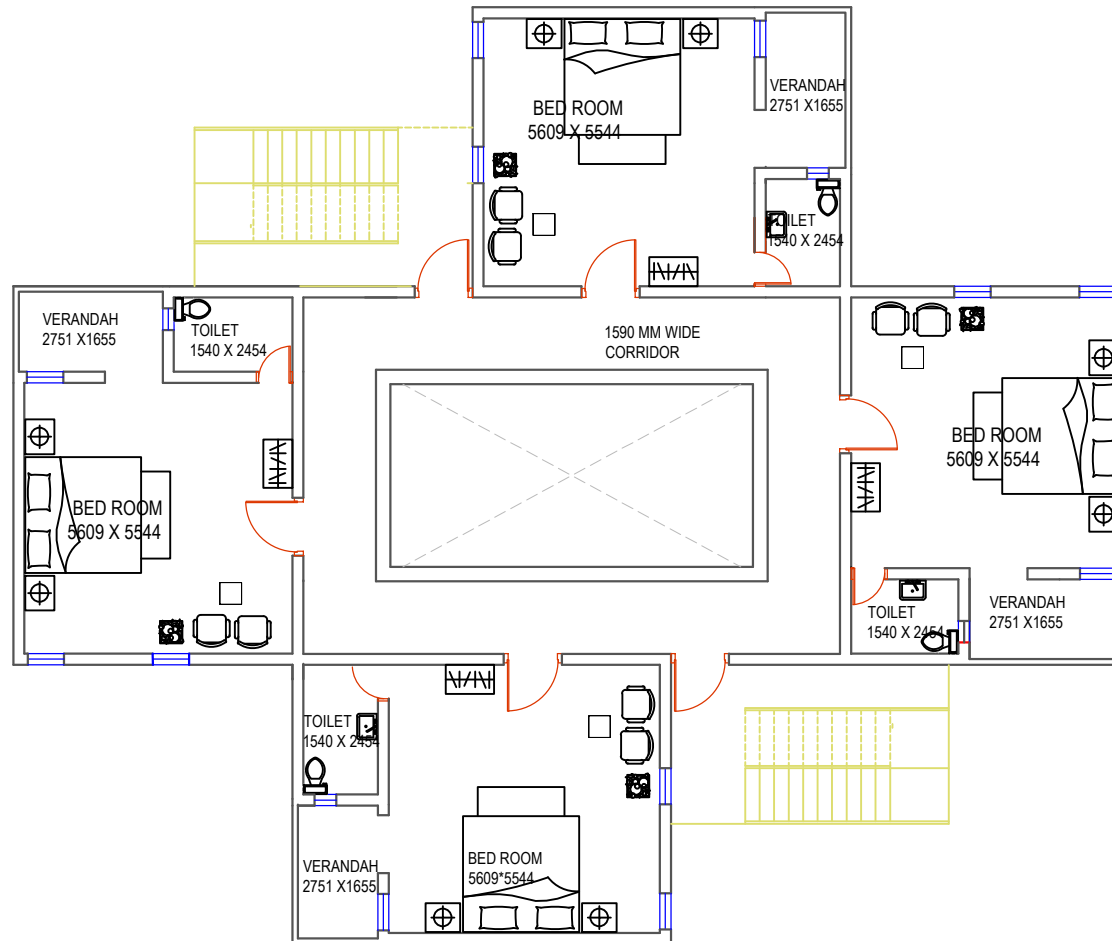 VERANDAH
2751 X1655
BED ROOM
5609 X 5544
TOILET
1540 X 2454
VERANDAH
2751 X1655
TOILET
1540 X 2454
1590 MM WIDE
CORRIDOR
BED ROOM
5609 X 5544
BED ROOM
5609 X 5544
TOILET
1540 X 2454
VERANDAH
2751 X1655
TOILET
1540 X 2454
VERANDAH
2751 X1655
BED ROOM
5609*5544